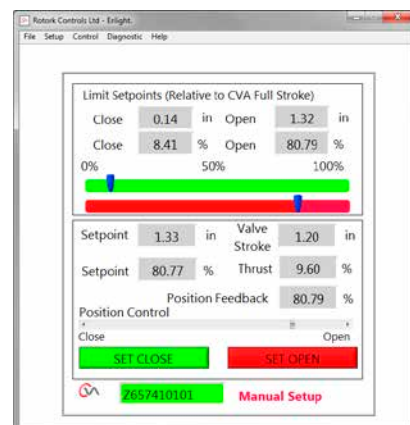 Rotork Controls Ltd - Enlight.
File Setup Control Diagnostic Help
Limit Setpoints (Relative to CVA Full Stroke)
Close 0.14 in Open 1.32 in
Close 8.41 % Open 80.79 %
0% 50% 100%
Setpoint 1.33 in Valve Stroke 1.20 in
Setpoint 80.77 % Thrust 9.60 %
Position Feedback 80.79 %
Position Control
Close Open
SET CLOSE SET OPEN
CVA Z657410101 Manual Setup